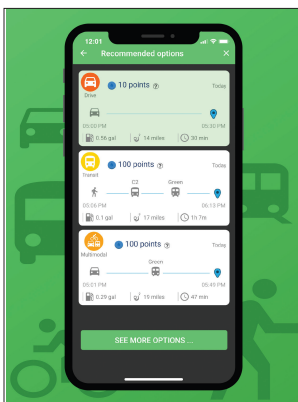 12:01
Recommended options
10 points
Today
Drive
05:00 PM
05:30 PM
0.56 gal
14 miles
30 min
100 points
Today
Transit
C2
Green
05:06 PM
06:13 PM
0.1 gal
17 miles
1h 7m
100 points
Today
Multimodal
Green
05:01 PM
05:49 PM
0.29 gal
19 miles
47 min
SEE MORE OPTIONS ...